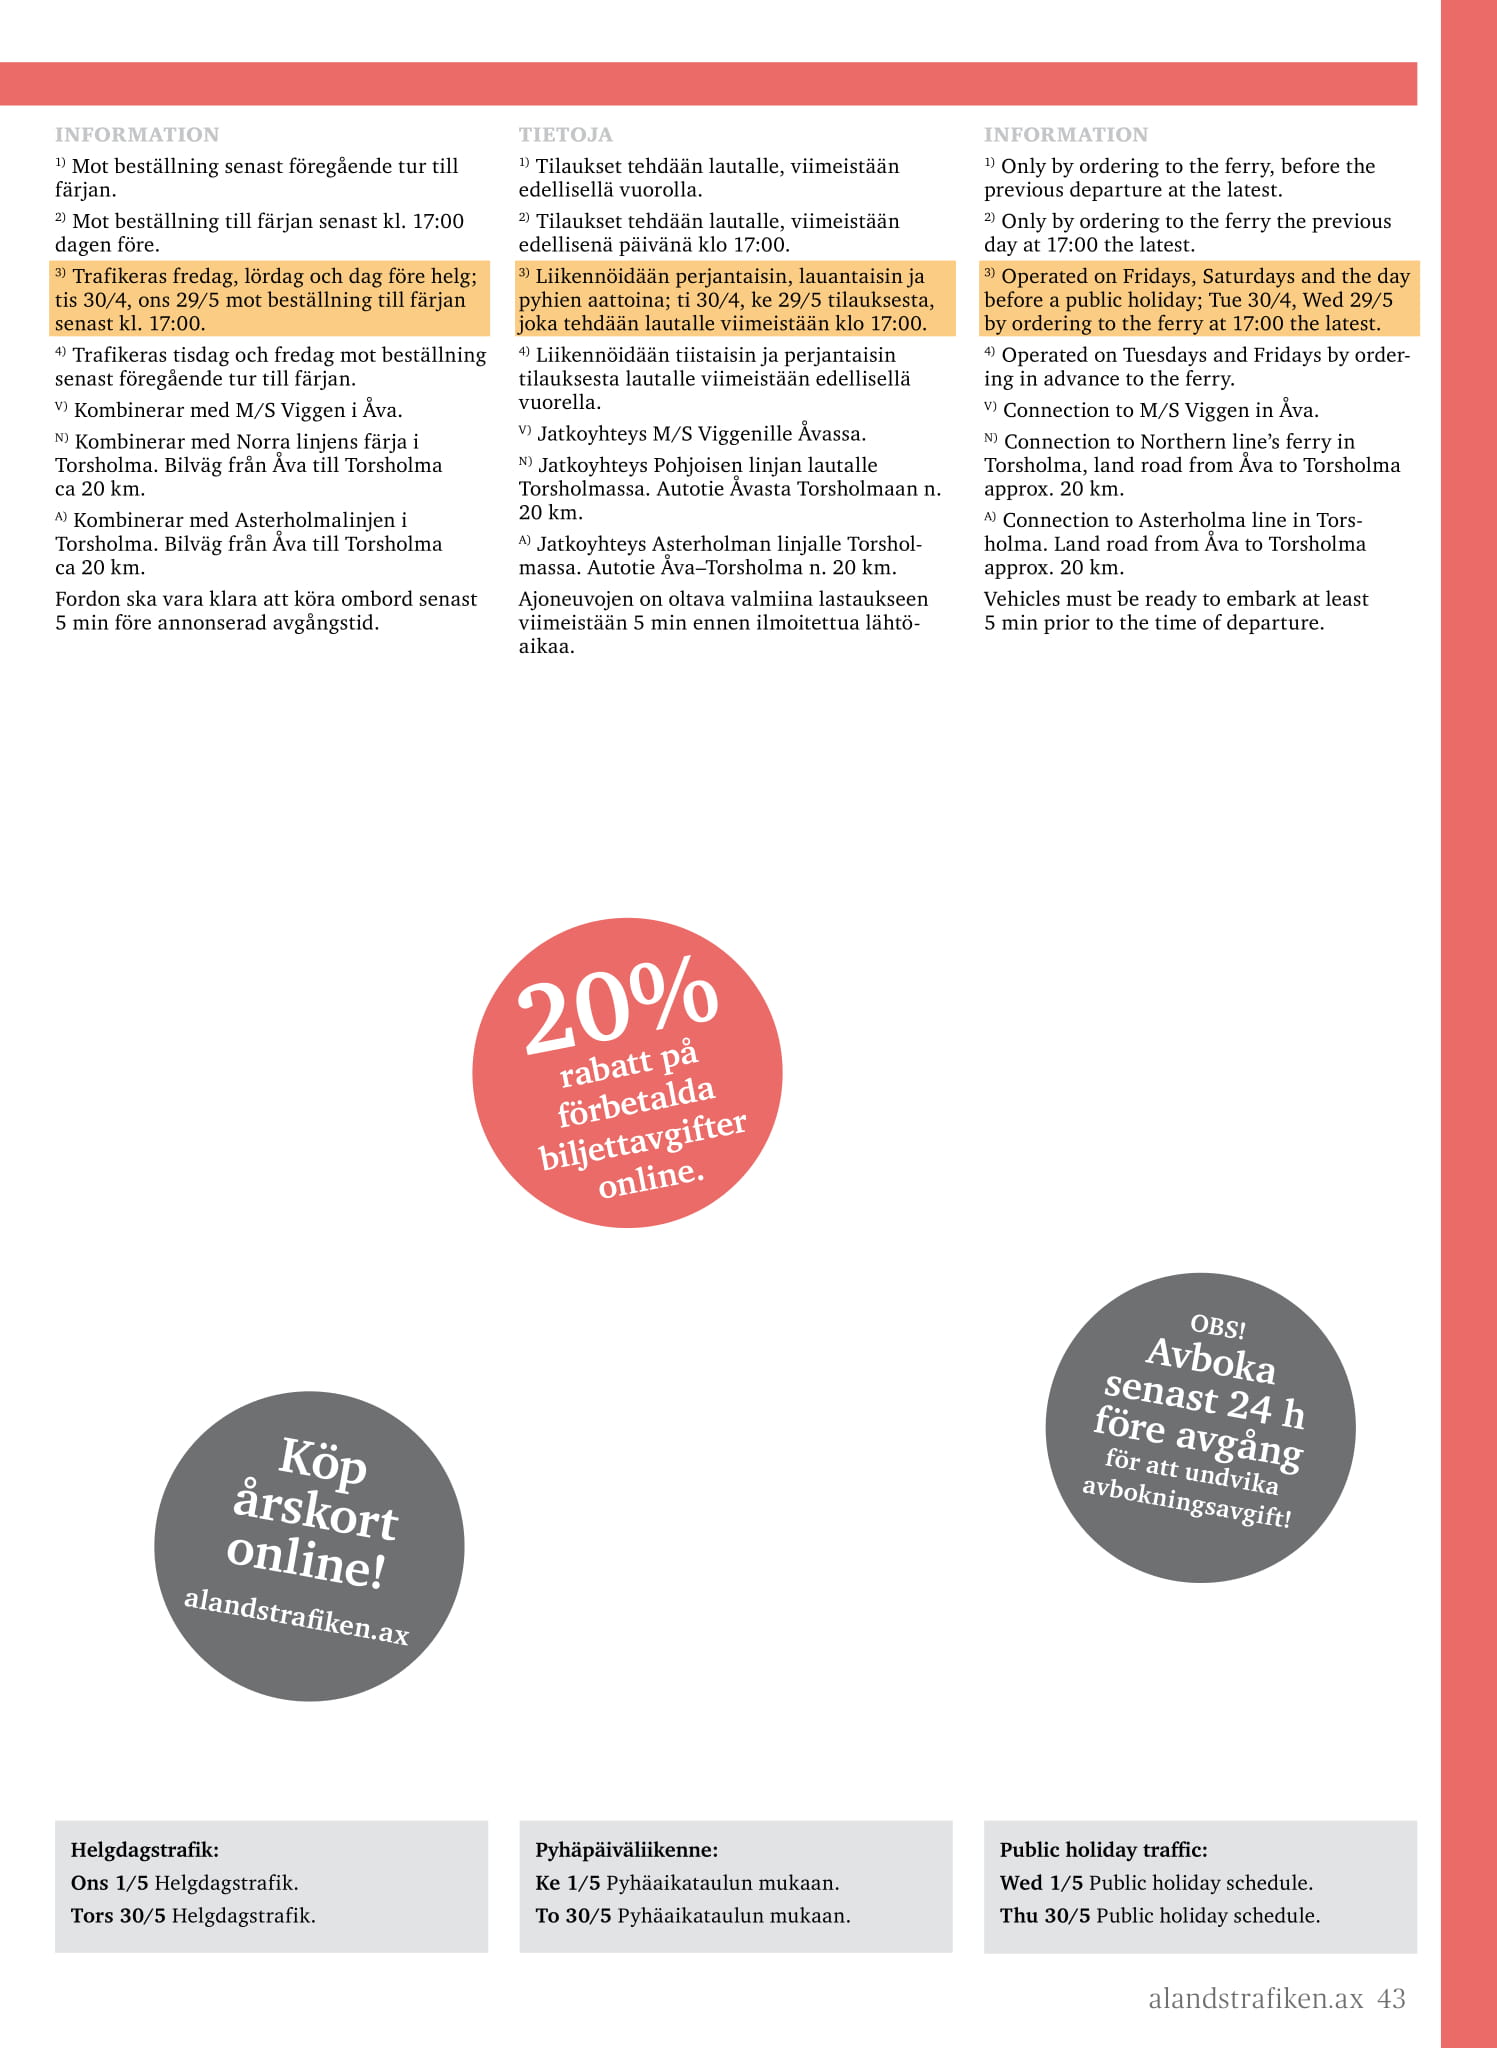 INFORMATION
1) Mot beställning senast föregående tur till
färjan.
2) Mot beställning till färjan senast kl. 17:00
dagen före.
3) Trafikeras fredag, lördag och dag före helg;
tis 30/4, ons 29/5 mot beställning till färjan
senast kl. 17:00.
4) Trafikeras tisdag och fredag mot beställning
senast föregående tur till färjan.
V) Kombinerar med M/S Viggen i Åva.
N) Kombinerar med Norra linjens färja i
Torsholma. Bilväg från Åva till Torsholma
ca 20 km.
A) Kombinerar med Asterholmalinjen i
Torsholma. Bilväg från Åva till Torsholma
ca 20 km.
Fordon ska vara klara att köra ombord senast
5 min före annonserad avgångstid.
TIETOJA
1) Tilaukset tehdään lautalle, viimeistään
edellisellä vuorolla.
2) Tilaukset tehdään lautalle, viimeistään
edellisenä päivänä klo 17:00.
3) Liikennöidään perjantaisin, lauantaisin ja
pyhien aattoina; ti 30/4, ke 29/5 tilauksesta,
joka tehdään lautalle viimeistään klo 17:00.
4) Liikennöidään tiistaisin ja perjantaisin
tilauksesta lautalle viimeistään edellisellä
vuorella.
V) Jatkoyhteys M/S Viggenille Åvassa.
N) Jatkoyhteys Pohjoisen linjan lautalle
Torsholmassa. Autotie Åvasta Torsholmaan n.
20 km.
A) Jatkoyhteys Asterholman linjalle Torshol-
massa. Autotie Åva–Torsholma n. 20 km.
Ajoneuvojen on oltava valmiina lastaukseen
viimeistään 5 min ennen ilmoitettua lähtö-
aikaa.
INFORMATION
1) Only by ordering to the ferry, before the
previous departure at the latest.
2) Only by ordering to the ferry the previous
day at 17:00 the latest.
3) Operated on Fridays, Saturdays and the day
before a public holiday; Tue 30/4, Wed 29/5
by ordering to the ferry at 17:00 the latest.
4) Operated on Tuesdays and Fridays by order-
ing in advance to the ferry.
V) Connection to M/S Viggen in Åva.
N) Connection to Northern line’s ferry in
Torsholma, land road from Åva to Torsholma
approx. 20 km.
A) Connection to Asterholma line in Tors-
holma. Land road from Åva to Torsholma
approx. 20 km.
Vehicles must be ready to embark at least
5 min prior to the time of departure.
20%
rabatt på
förbetalda
biljettavgifter
online.
OBS!
Avboka
senast 24 h
före avgång
för att undvika
avbokningsavgift!
Köp
årskort
online!
alandstrafiken.ax
Helgdagstrafik:
Ons 1/5 Helgdagstrafik.
Tors 30/5 Helgdagstrafik.
Pyhäpäiväliikenne:
Ke 1/5 Pyhäaikataulun mukaan.
To 30/5 Pyhäaikataulun mukaan.
Public holiday traffic:
Wed 1/5 Public holiday schedule.
Thu 30/5 Public holiday schedule.
alandstrafiken.ax 43